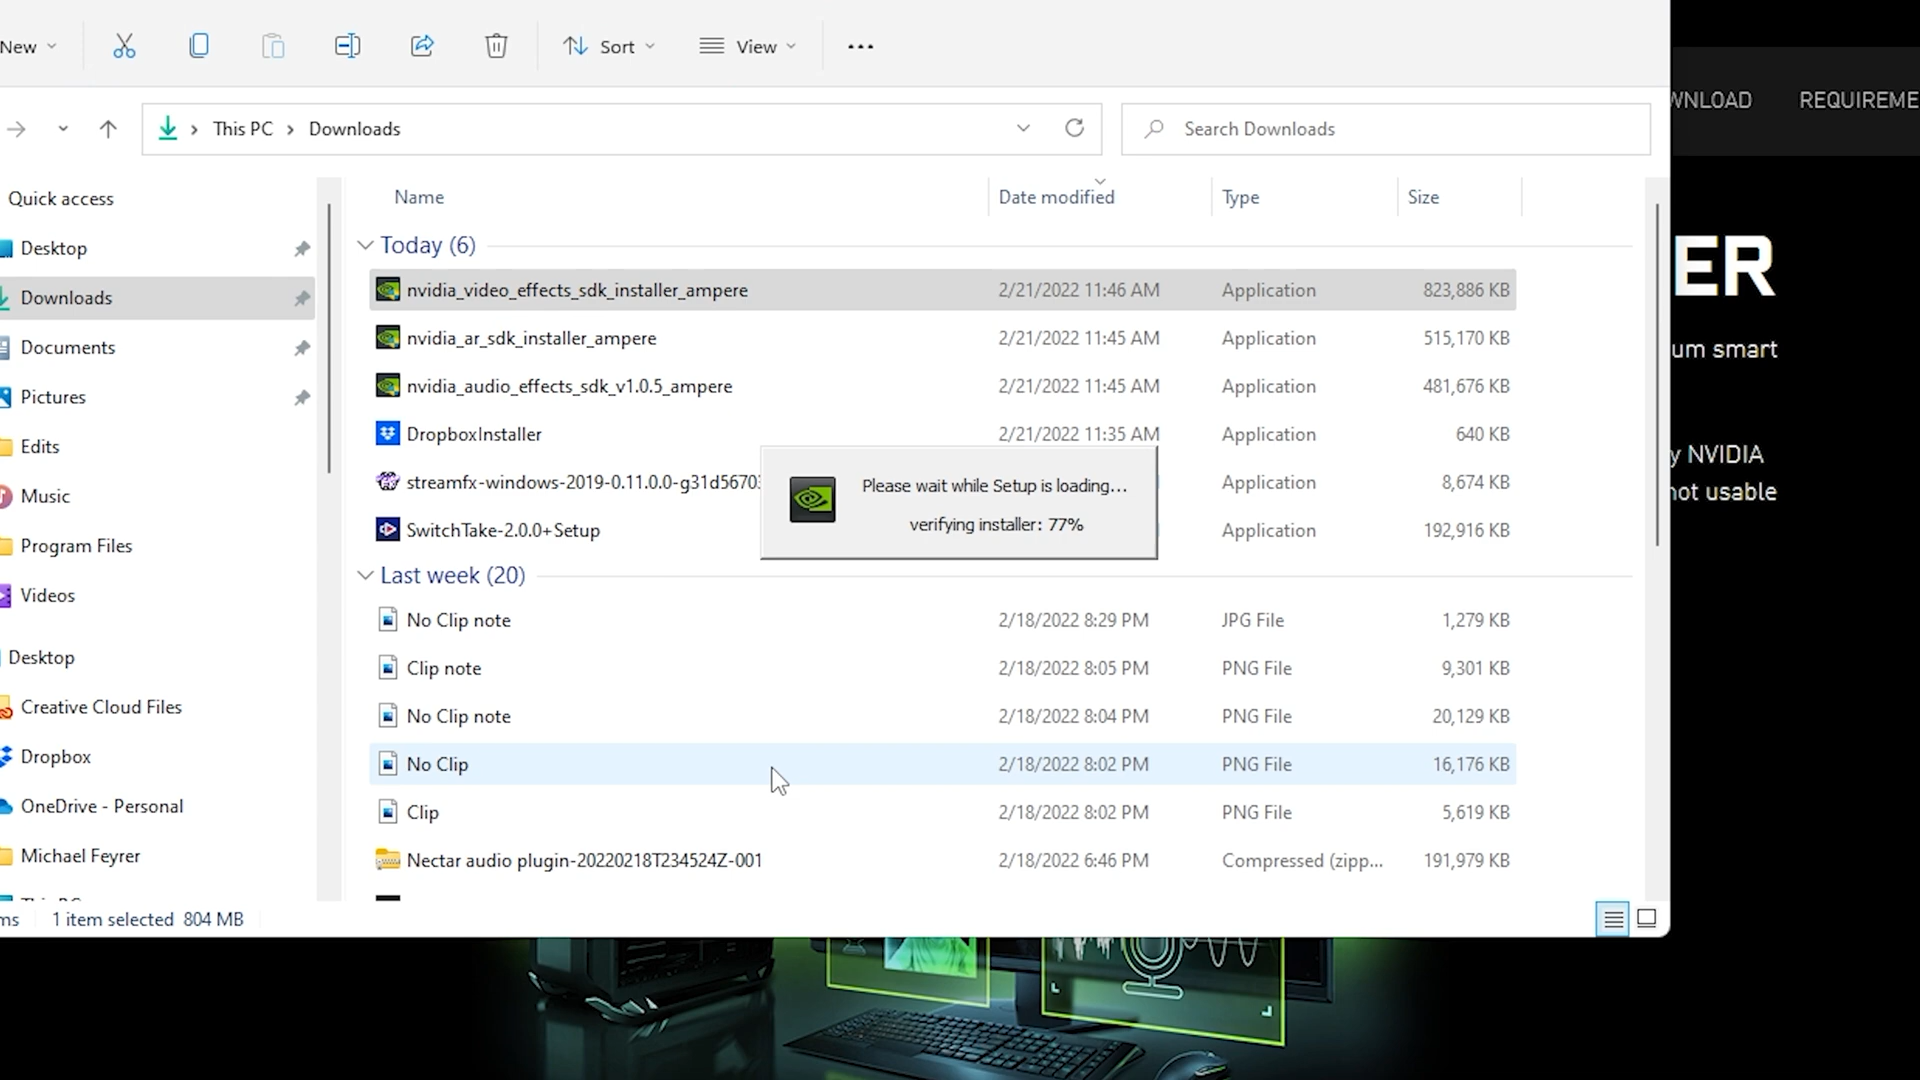 New
Sort
View
This PC > Downloads
Search Downloads
WNLOAD
REQUIREME
Quick access
Desktop
Downloads
Documents
Pictures
Edits
Music
Program Files
Videos
Desktop
Creative Cloud Files
Dropbox
OneDrive - Personal
Michael Feyrer
Name Date modified Type Size
Today (6)
nvidia_video_effects_sdk_installer_ampere 2/21/2022 11:46 AM Application 823,886 KB
nvidia_ar_sdk_installer_ampere 2/21/2022 11:45 AM Application 515,170 KB
nvidia_audio_effects_sdk_v1.0.5_ampere 2/21/2022 11:45 AM Application 481,676 KB
DropboxInstaller 2/21/2022 11:35 AM Application 640 KB
streamfx-windows-2019-0.11.0.0-g31d5670 Application 8,674 KB
SwitchTake-2.0.0+Setup Application 192,916 KB
Please wait while Setup is loading...
verifying installer: 77%
Last week (20)
No Clip note 2/18/2022 8:29 PM JPG File 1,279 KB
Clip note 2/18/2022 8:05 PM PNG File 9,301 KB
No Clip note 2/18/2022 8:04 PM PNG File 20,129 KB
No Clip 2/18/2022 8:02 PM PNG File 16,176 KB
Clip 2/18/2022 8:02 PM PNG File 5,619 KB
Nectar audio plugin-20220218T234524Z-001 2/18/2022 6:46 PM Compressed (zipp... 191,979 KB
ms 1 item selected 804 MB
ER
um smart
y NVIDIA
not usable